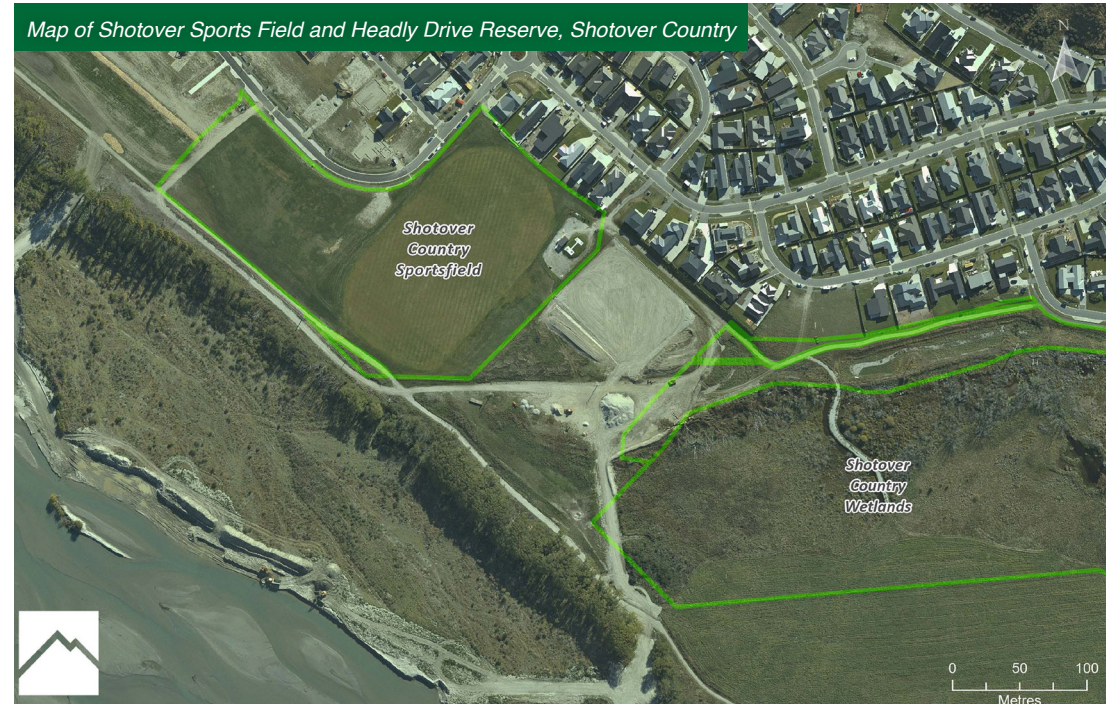 Map of Shotover Sports Field and Headly Drive Reserve, Shotover Country
N
Shotover
Country
Sportsfield
Shotover
Country
Wetlands
0 50 100
Metres